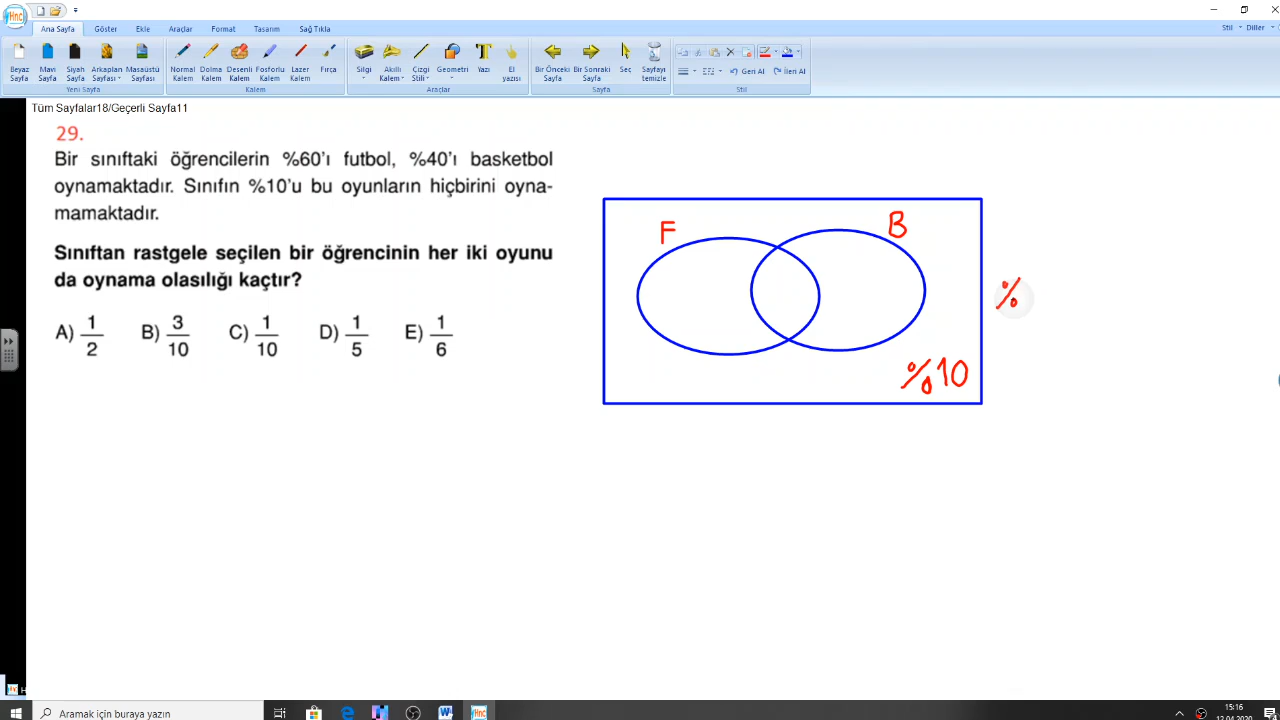 Ana Sayfa Göster Ekle Araçlar Format Tasarım Sağ Tıkla Stil Diller
Beyaz Sayfa Mavi Sayfa Siyah Sayfa Arkaplan Sayfası Masaüstü Sayfası Normal Kalem Dolma Kalem Desenli Kalem Fosforlu Kalem Lazer Kalem Fırça Silgi Akıllı Kalem Çizgi Stili Geometri Yazı El yazısı Bir Önceki Sayfa Bir Sonraki Sayfa Seç Sayfayı temizle Geri Al İleri Al
Yeni Sayfa Kalem Araçlar Sayfa Stil
Tüm Sayfalar18/Geçerli Sayfa11
29.
Bir sınıftaki öğrencilerin %60'ı futbol, %40'ı basketbol
oynamaktadır. Sınıfın %10'u bu oyunların hiçbirini oyna-
mamaktadır.
Sınıftan rastgele seçilen bir öğrencinin her iki oyunu
da oynama olasılığı kaçtır?
A) 1/2 B) 3/10 C) 1/10 D) 1/5 E) 1/6
F B
%
%10
Aramak için buraya yazın
15:16
12.04.2020